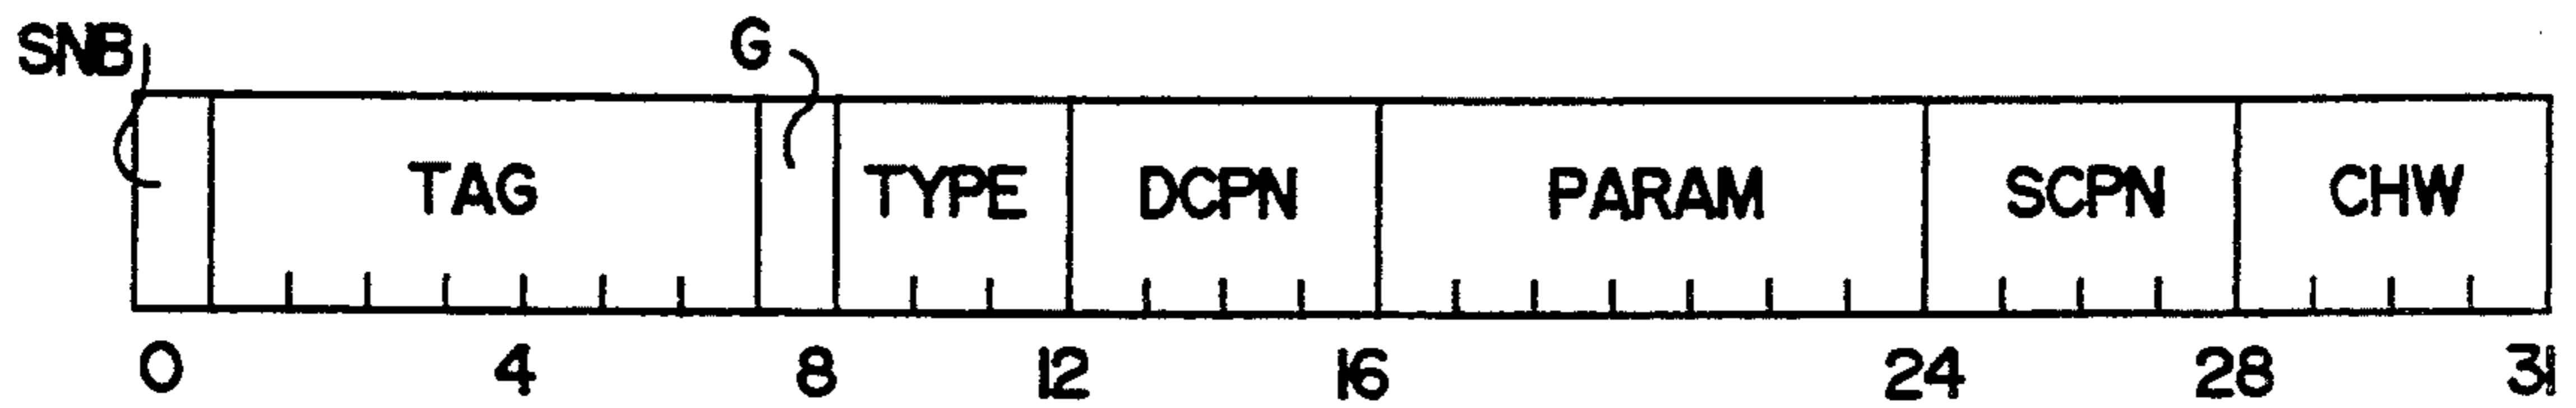 SNB G
TAG TYPE DCPN PARAM SCPN CHW
0 4 8 12 16 24 28 31